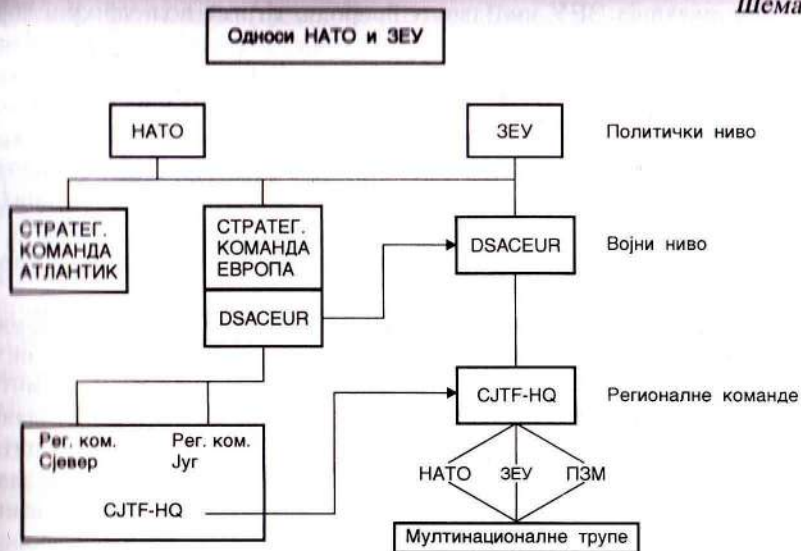 Шема
Односи НАТО и ЗЕУ
НАТО
ЗЕУ
Политички ниво
СТРАТЕГ.
КОМАНДА
АТЛАНТИК
СТРАТЕГ.
КОМАНДА
ЕВРОПА
DSACEUR
DSACEUR
Војни ниво
CJTF-HQ
Регионалне команде
Рег. ком.
Сјевер
Рег. ком.
Југ
CJTF-HQ
НАТО ЗЕУ ПЗМ
Мултинационалне трупе